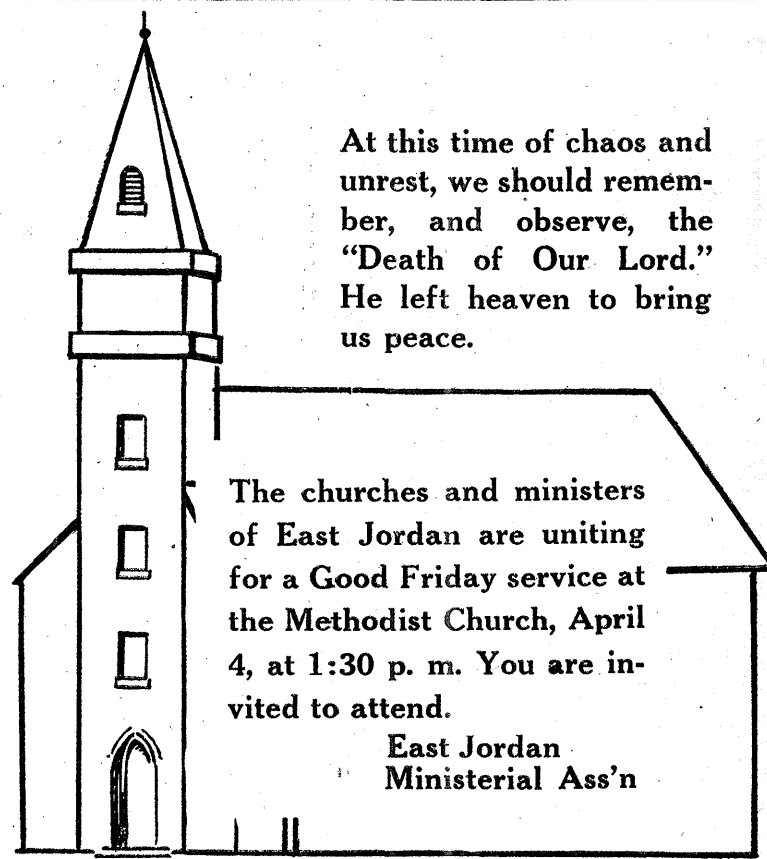 At this time of chaos and
unrest, we should remem-
ber, and observe, the
“Death of Our Lord.”
He left heaven to bring
us peace.
The churches and ministers
of East Jordan are uniting
for a Good Friday service at
the Methodist Church, April
4, at 1:30 p. m. You are in-
vited to attend.
East Jordan
Ministerial Ass'n